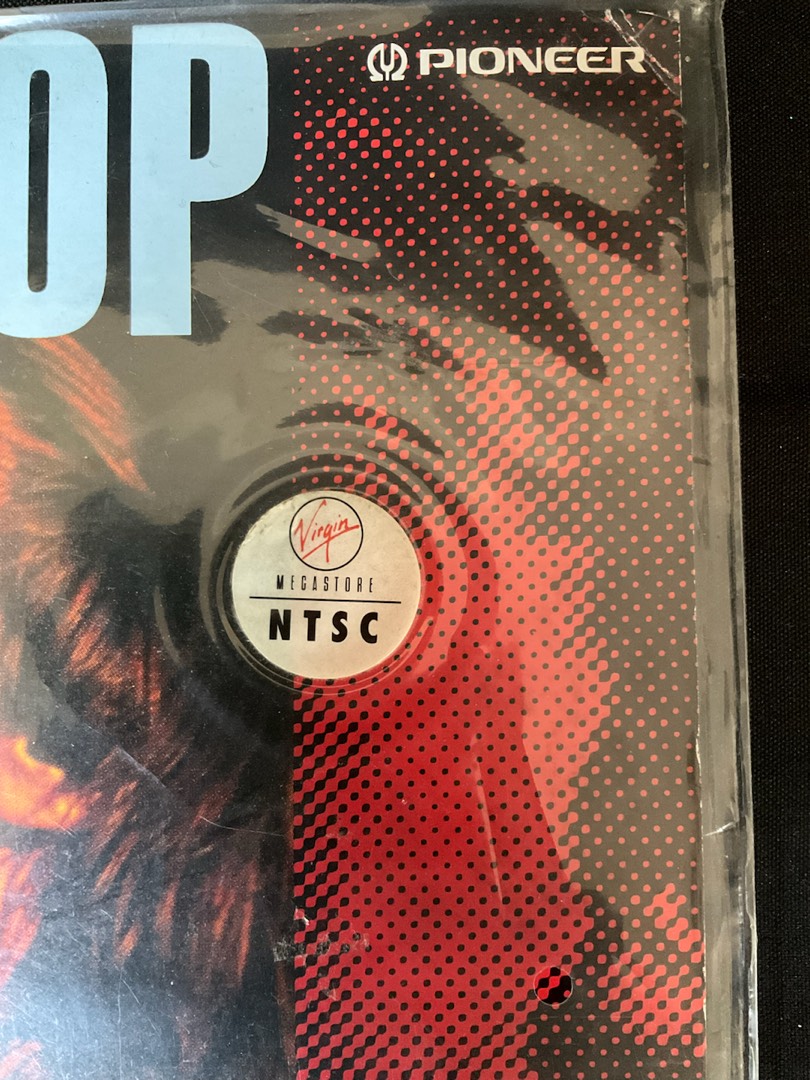 OP
PIONEER
Virgin
MEGASTORE
NTSC